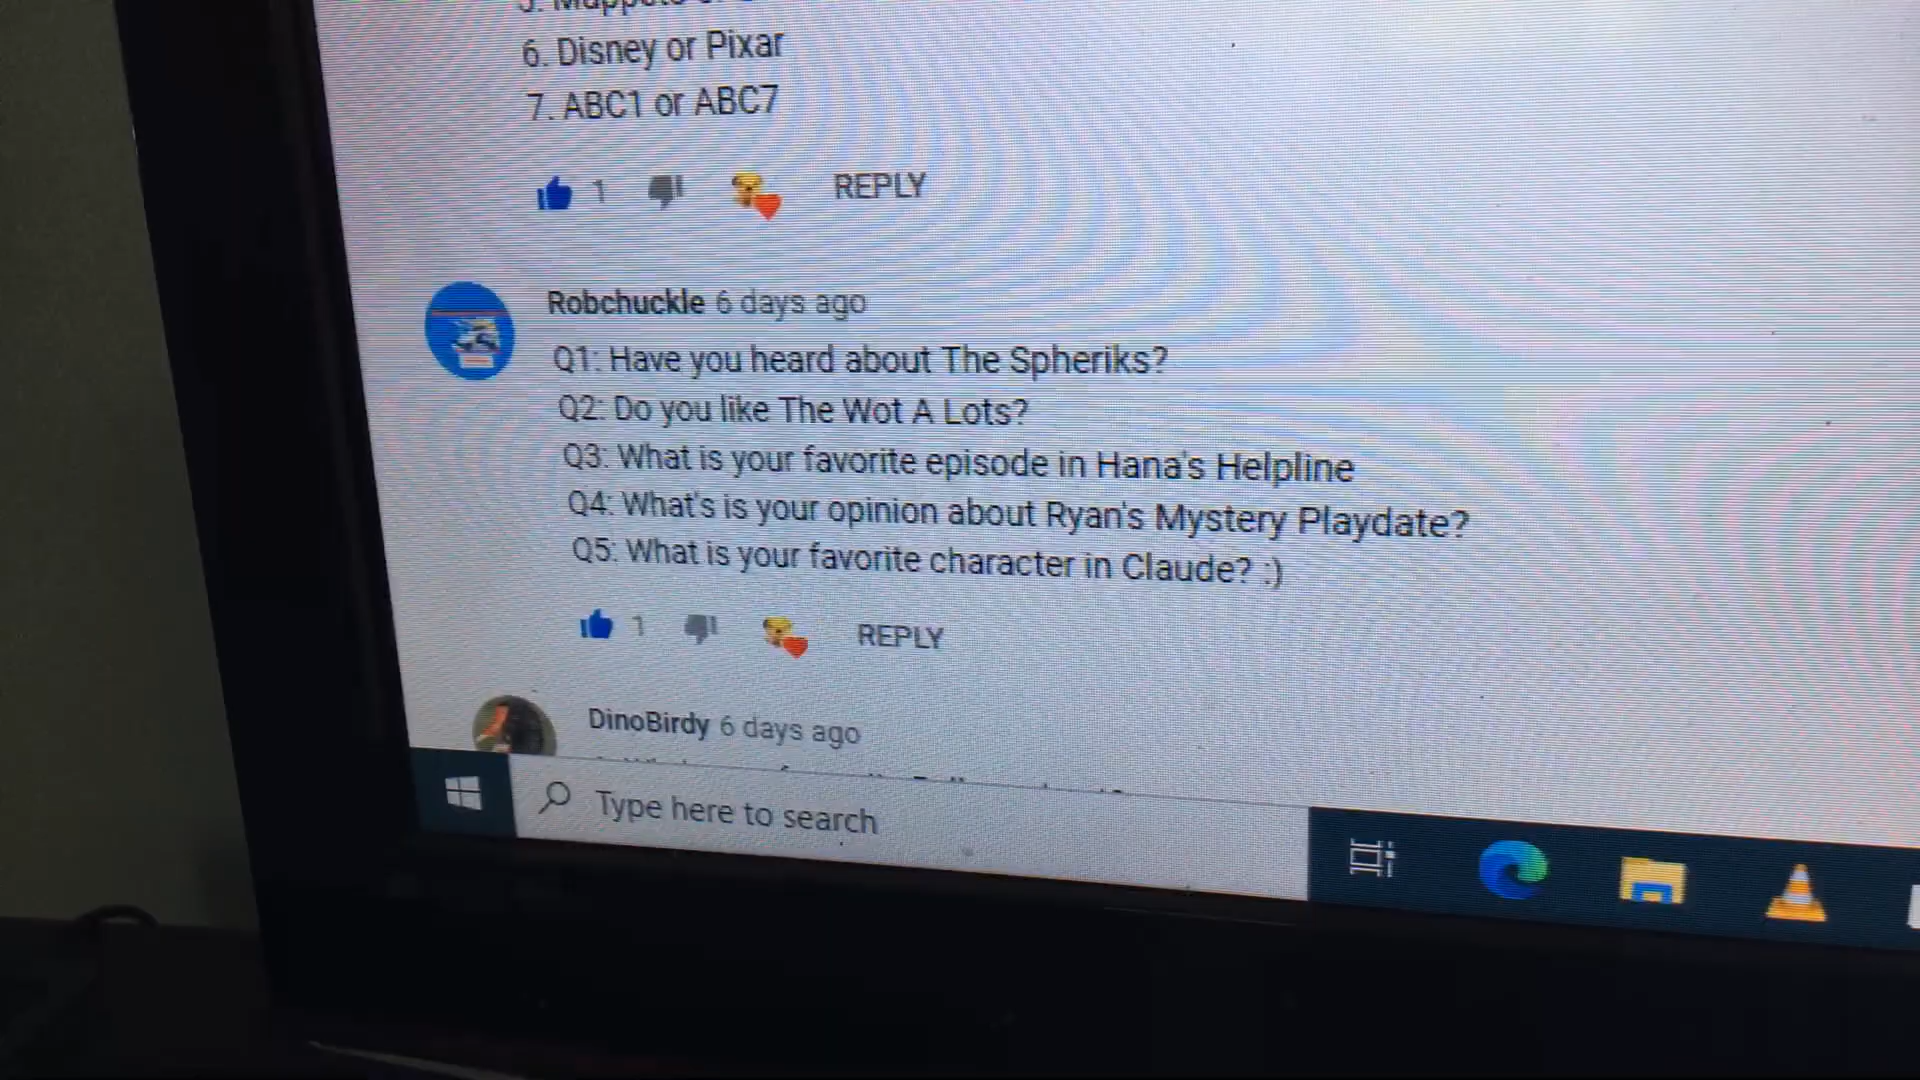 6. Disney or Pixar
7. ABC1 or ABC7
1 REPLY
Robchuckle 6 days ago
Q1: Have you heard about The Spheriks?
Q2: Do you like The Wot A Lots?
Q3: What is your favorite episode in Hana's Helpline
Q4: What's is your opinion about Ryan's Mystery Playdate?
Q5: What is your favorite character in Claude? :)
1 REPLY
DinoBirdy 6 days ago
Type here to search